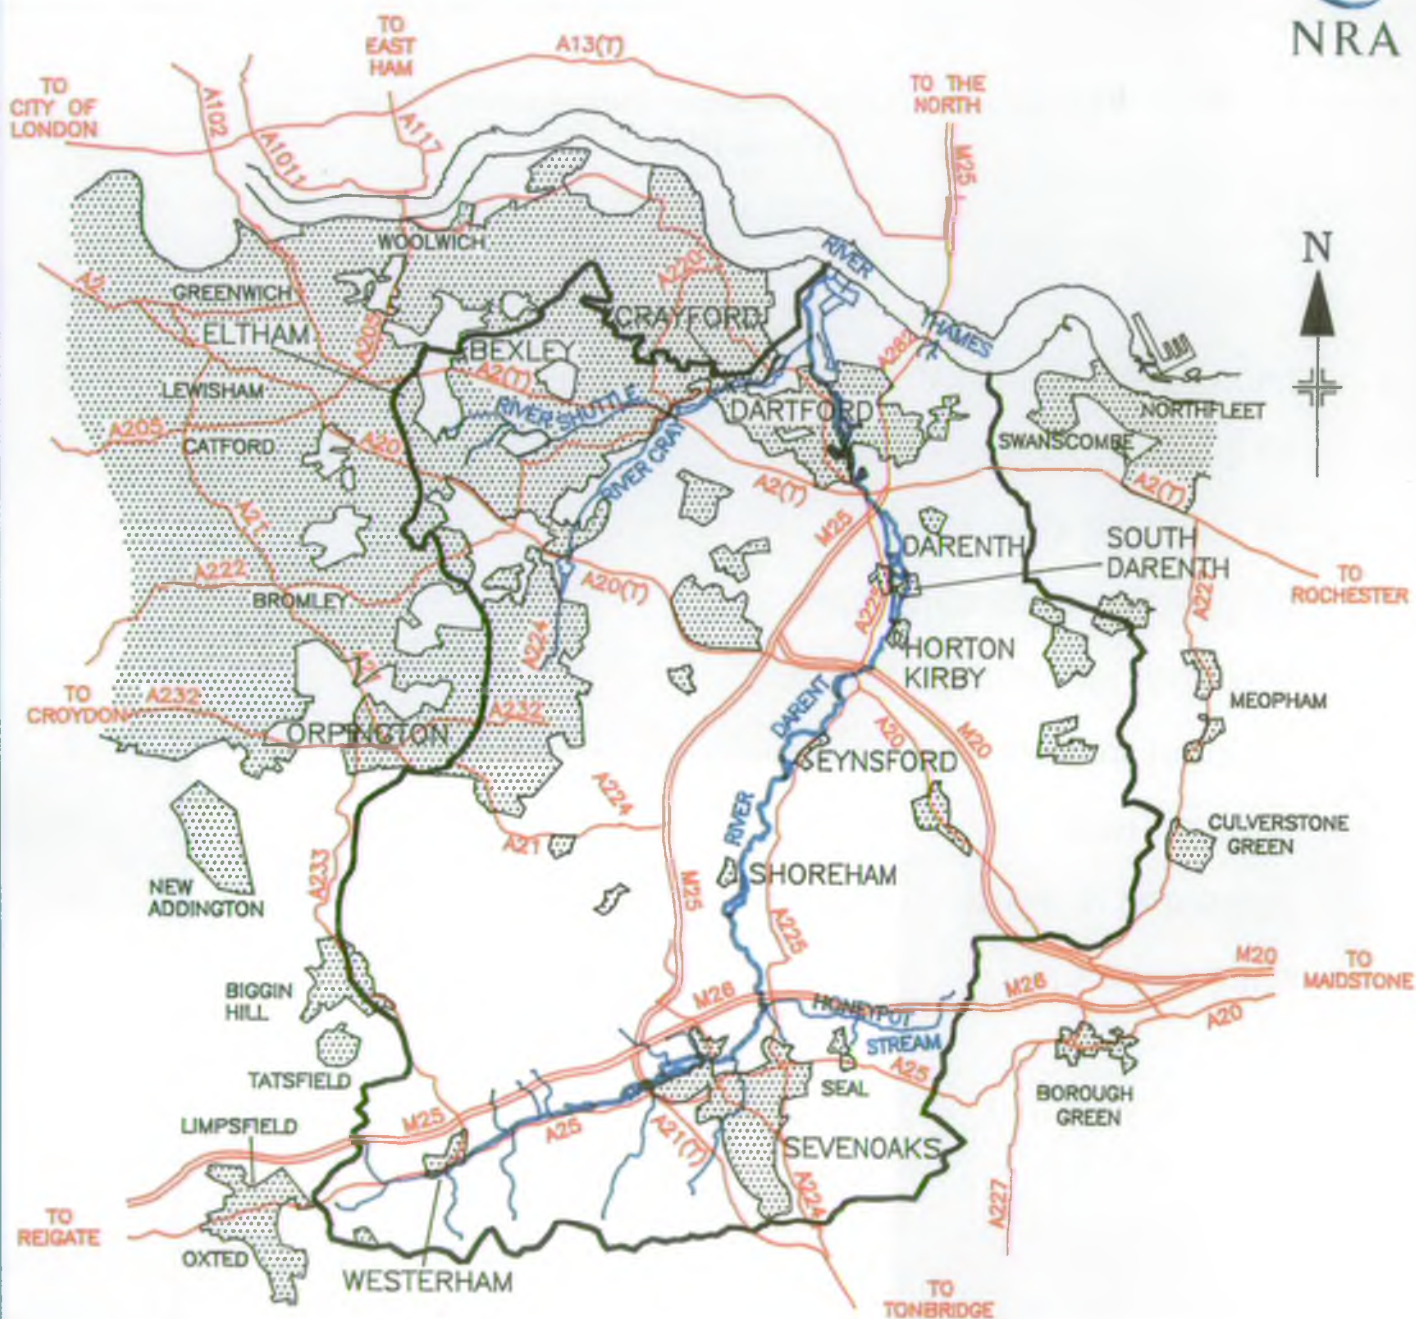 NRA
TO
EAST
HAM
A13(T)
TO
CITY OF
LONDON
A102
A1011
A117
TO THE
NORTH
M25
N
WOOLWICH
A220
RIVER
THAMES
A2
GREENWICH
ELTHAM
A205
CRAYFORD
BEXLEY
A2(T)
A282
LEWISHAM
RIVER SHUTTLE
DARTFORD
NORTHFLEET
A205
CATFORD
A20
RIVER CRAY
SWANSCOMBE
A2(T)
A2(T)
A21
M25
DARENTH
SOUTH
DARENTH
A222
BROMLEY
A20(T)
A225
A227
TO
ROCHESTER
A224
HORTON
KIRBY
TO
CROYDON
A232
A232
ORPINGTON
DARENT
A20
M20
MEOPHAM
EYNSFORD
A224
RIVER
A21
CULVERSTONE
GREEN
A233
NEW
ADDINGTON
SHOREHAM
M25
A225
M20
TO
MAIDSTONE
BIGGIN
HILL
M26
HONEYPOT
STREAM
M26
A20
TATSFIELD
SEAL
A25
BOROUGH
GREEN
LIMPSFIELD
M25
A25
A21(T)
SEVENOAKS
A224
A227
TO
REIGATE
OXTED
WESTERHAM
TO
TONBRIDGE